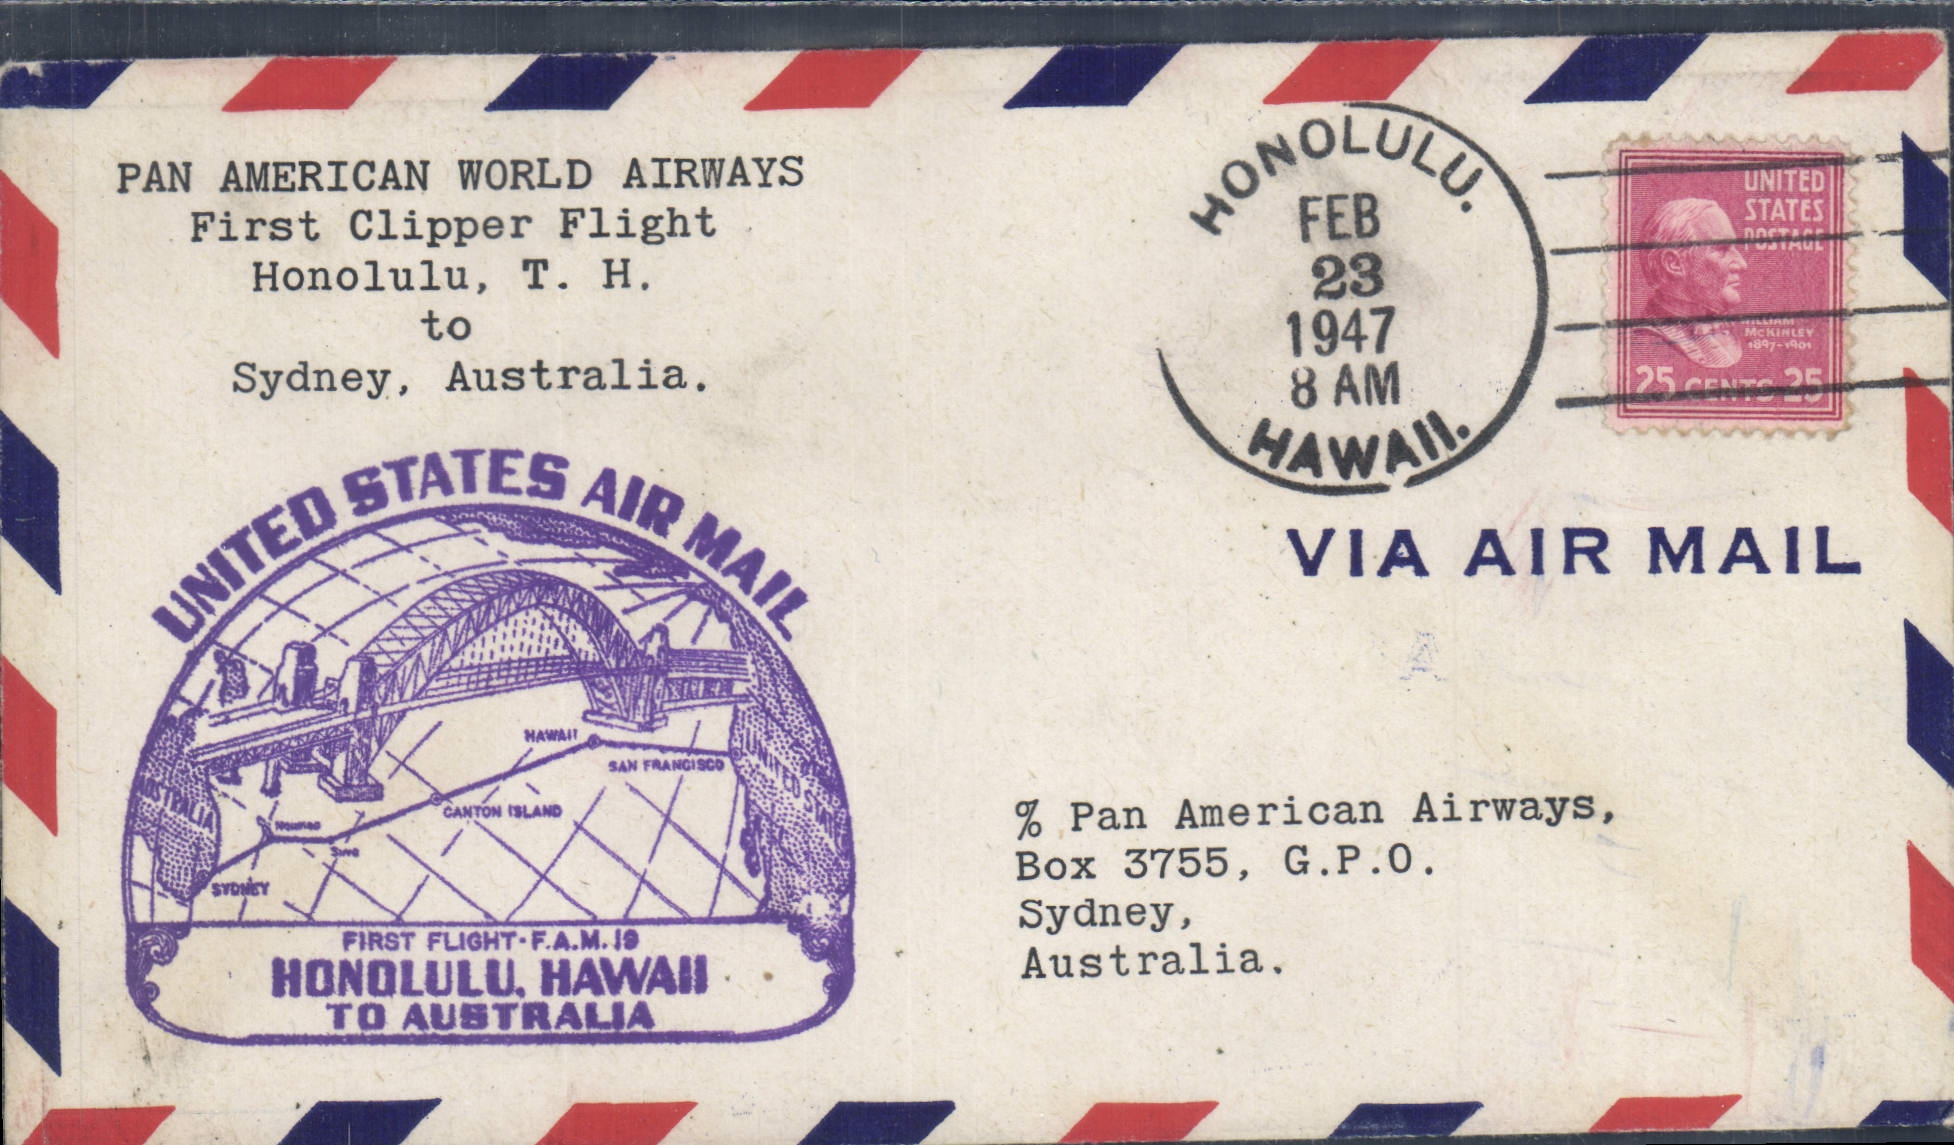 PAN AMERICAN WORLD AIRWAYS
First Clipper Flight
Honolulu, T. H.
to
Sydney, Australia.
HONOLULU.
FEB
23
1947
8 AM
HAWAII.
UNITED
STATES
POSTAGE
WILLIAM
McKINLEY
1897-1901
25 CENTS 25
VIA AIR MAIL
UNITED STATES AIR MAIL
HAWAII
SAN FRANCISCO
UNITED STATES
CANTON ISLAND
AUSTRALIA
NOUMEA
SUVA
SYDNEY
FIRST FLIGHT-F.A.M. 19
HONOLULU, HAWAII
TO AUSTRALIA
% Pan American Airways,
Box 3755, G.P.O.
Sydney,
Australia.